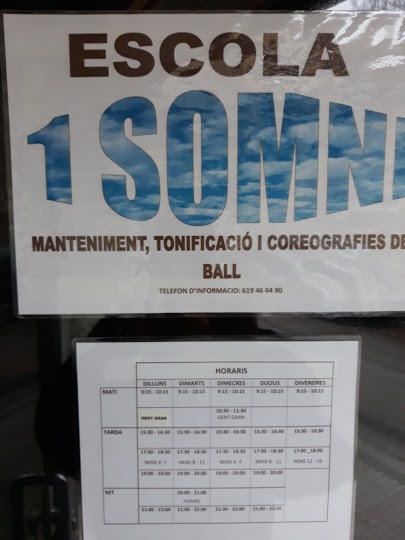 ESCOLA
1 SOMNI
MANTENIMENT, TONIFICACIÓ I COREOGRAFIES DE
BALL
TELEFON D'INFORMACIO: 619 46 64 90
HORARIS
DILLUNS DIMARTS DIMECRES DIJOUS DIVENDRES
MATI 9:15 - 10:15 9:15 - 10:15 9:15 - 10:15 9:15 - 10:15 9:15 - 10:15
10:30 - 11:30
GENT GRAN GENT GRAN
TARDA 15:30 - 16:30 15:30 - 16:30 15:30 - 16:30 15:30 - 16:30 15:30 - 16:30
17:30 - 18:30 17:30 - 18:30 17:30 - 18:30 17:30 - 18:30 17:00 _18:00
NENS 4 -7 NENS 8 - 11 NENS 4 -7 NENS 8 - 11 NENS 12 - 16
19:00 - 20:00 19:00 - 20:00 19:00 - 20:00 19:00 - 20:00
NIT 20:00 - 21:00
21:00 - 22:00 21:00 - 22:00 21:00 - 22:00